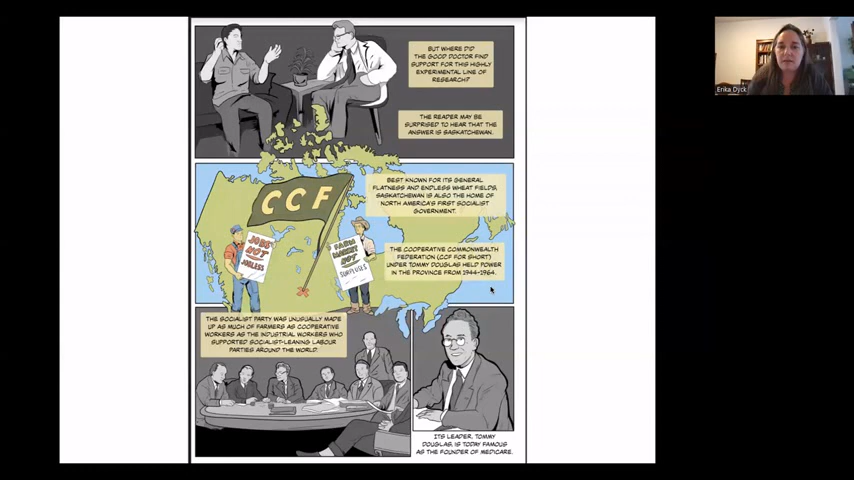 BUT WHERE DID
THE GOOD DOCTOR FIND
SUPPORT FOR THIS HIGHLY
EXPERIMENTAL LINE OF
RESEARCH?
THE READER MAY BE
SURPRISED TO HEAR THAT THE
ANSWER IS SASKATCHEWAN.
BEST KNOWN FOR ITS GENERAL
FLATNESS AND ENDLESS WHEAT FIELDS,
SASKATCHEWAN IS ALSO THE HOME OF
NORTH AMERICA'S FIRST SOCIALIST
GOVERNMENT.
CCF
JOBS
NOT
JOBLESS
FARM
MARKET
NOT
SURPLUSES
THE COOPERATIVE COMMONWEALTH
FEDERATION (CCF FOR SHORT)
UNDER TOMMY DOUGLAS HELD POWER
IN THE PROVINCE FROM 1944-1964.
THE SOCIALIST PARTY WAS UNUSUALLY MADE
UP AS MUCH OF FARMERS AS COOPERATIVE
WORKERS AS THE INDUSTRIAL WORKERS WHO
SUPPORTED SOCIALIST-LEANING LABOUR
PARTIES AROUND THE WORLD.
ITS LEADER, TOMMY
DOUGLAS, IS TODAY FAMOUS
AS THE FOUNDER OF MEDICARE.
Erika Dyck